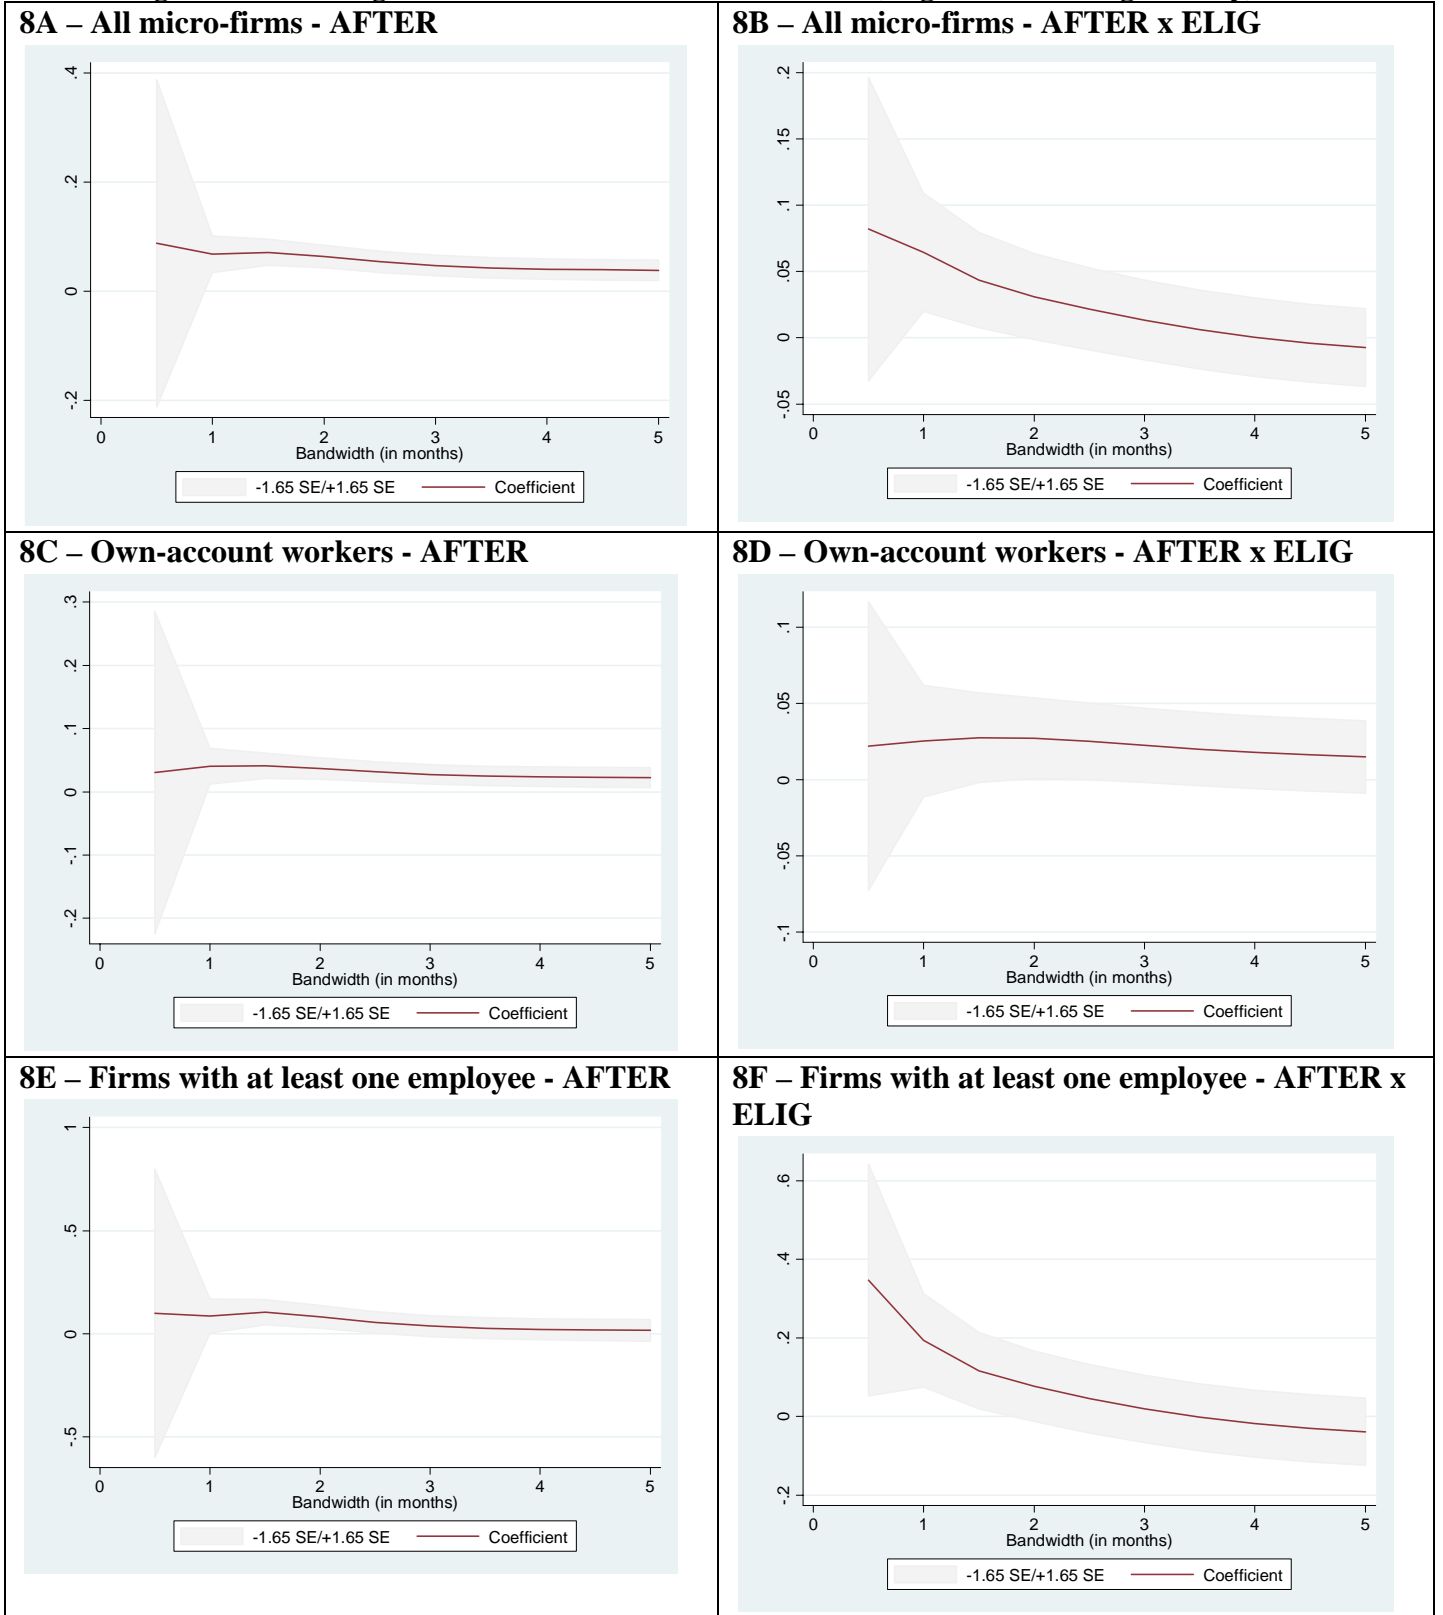 8A – All micro-firms - AFTER
.4
.2
0
-.2
0 1 2 3 4 5
Bandwidth (in months)
-1.65 SE/+1.65 SE Coefficient
8B – All micro-firms - AFTER x ELIG
.2
.15
.1
.05
0
-.05
0 1 2 3 4 5
Bandwidth (in months)
-1.65 SE/+1.65 SE Coefficient
8C – Own-account workers - AFTER
.3
.2
.1
0
-.1
-.2
0 1 2 3 4 5
Bandwidth (in months)
-1.65 SE/+1.65 SE Coefficient
8D – Own-account workers - AFTER x ELIG
.1
.05
0
-.05
-.1
0 1 2 3 4 5
Bandwidth (in months)
-1.65 SE/+1.65 SE Coefficient
8E – Firms with at least one employee - AFTER
1
.5
0
-.5
0 1 2 3 4 5
Bandwidth (in months)
-1.65 SE/+1.65 SE Coefficient
8F – Firms with at least one employee - AFTER x
ELIG
.6
.4
.2
0
-.2
0 1 2 3 4 5
Bandwidth (in months)
-1.65 SE/+1.65 SE Coefficient